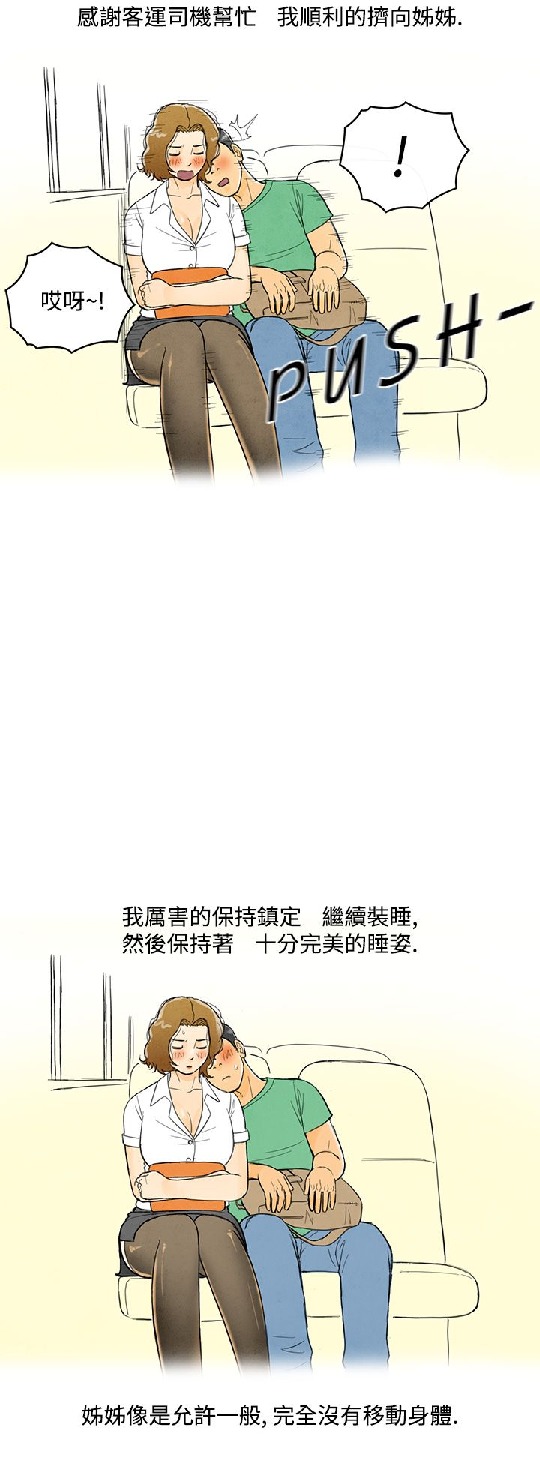 感謝客運司機幫忙　我順利的擠向姊姊.
!
哎呀~!
PUSH-
我厲害的保持鎮定　繼續裝睡,
然後保持著　十分完美的睡姿.
姊姊像是允許一般, 完全沒有移動身體.